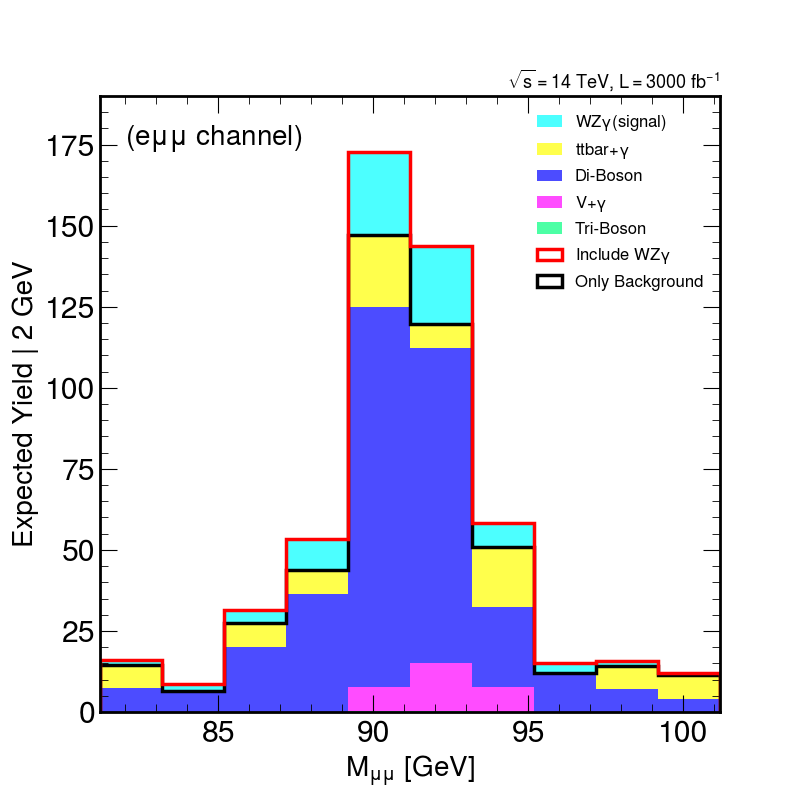 √s = 14 TeV, L = 3000 fb⁻¹
(eμμ channel)
WZγ(signal)
ttbar+γ
Di-Boson
V+γ
Tri-Boson
Include WZγ
Only Background
Expected Yield | 2 GeV
175
150
125
100
75
50
25
0
85 90 95 100
Mμμ [GeV]